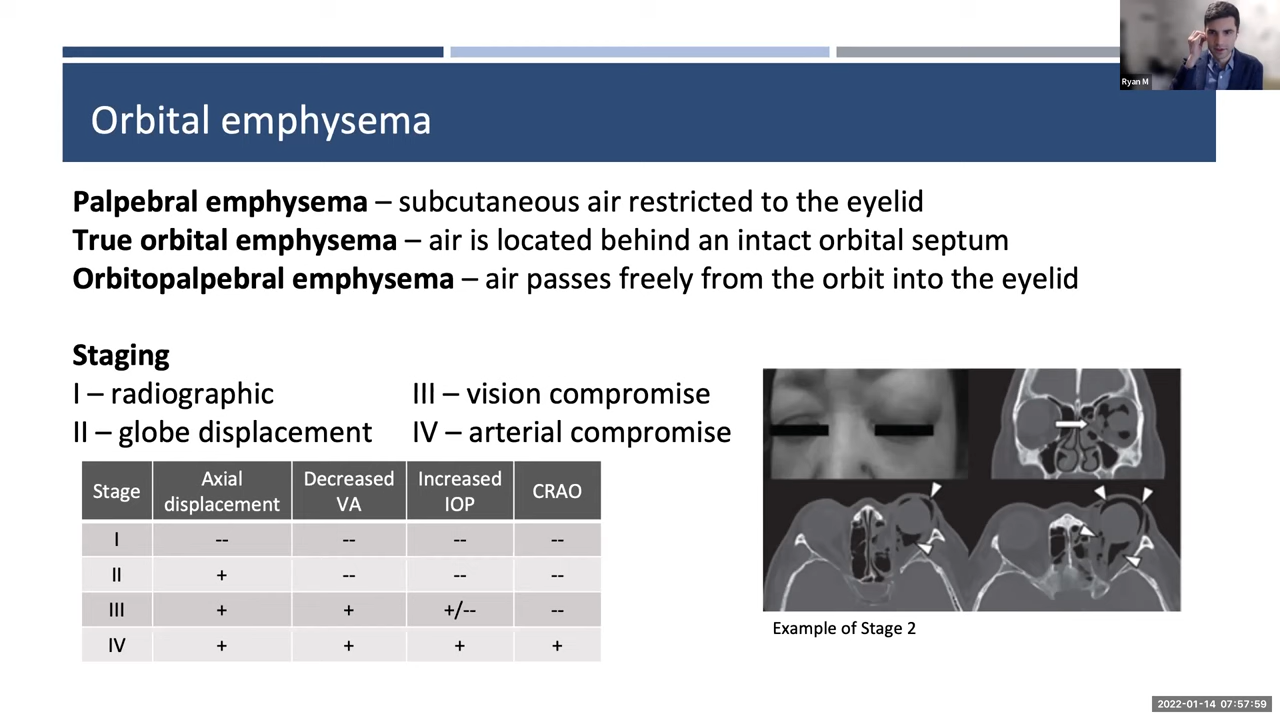 Ryan M
Orbital emphysema
Palpebral emphysema – subcutaneous air restricted to the eyelid
True orbital emphysema – air is located behind an intact orbital septum
Orbitopalpebral emphysema – air passes freely from the orbit into the eyelid
Staging
I – radiographic
III – vision compromise
II – globe displacement
IV – arterial compromise
Stage Axial displacement Decreased VA Increased IOP CRAO
I -- -- -- --
II + -- -- --
III + + +/-- --
IV + + + +
Example of Stage 2
2022-01-14 07:57:59